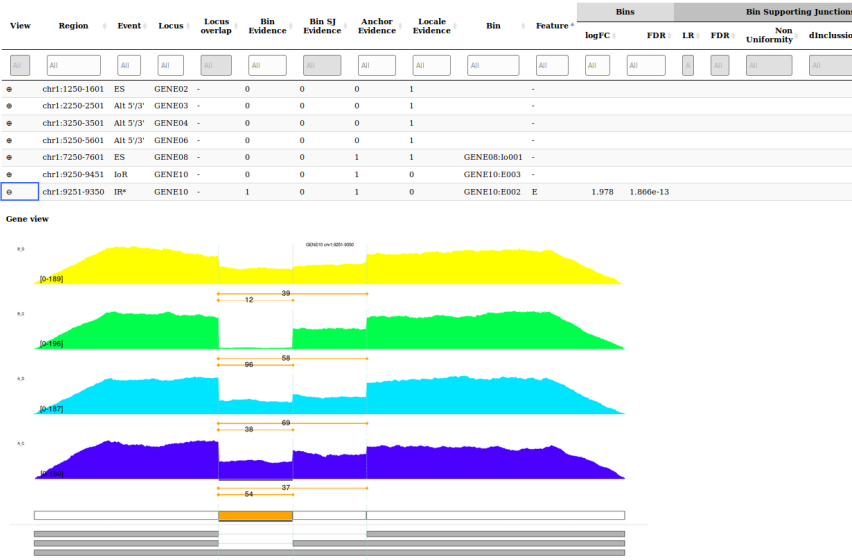 Bins Bin Supporting Junctions
View Region Event Locus Locus overlap Bin Evidence Bin SJ Evidence Anchor Evidence Locale Evidence Bin Feature logFC FDR LR FDR Non Uniformity dInclusio
All All All All All All All All All All All All All A All All All
chr1:1250-1601 ES GENE02 - 0 0 0 1 -
chr1:2250-2501 Alt 5'/3' GENE03 - 0 0 0 1 -
chr1:3250-3501 Alt 5'/3' GENE04 - 0 0 0 1 -
chr1:5250-5601 Alt 5'/3' GENE06 - 0 0 0 1 -
chr1:7250-7601 ES GENE08 - 0 0 1 1 GENE08:Io001 -
chr1:9250-9451 IoR GENE10 - 0 0 1 0 GENE10:E003 -
chr1:9251-9350 IR* GENE10 - 1 0 1 0 GENE10:E002 E 1.978 1.866e-13
Gene view
GENE10 chr1:9251-9350
B_D
[0-189]
39
12
B_C
[0-196]
58
96
A_D
[0-187]
69
38
A_C
37
54